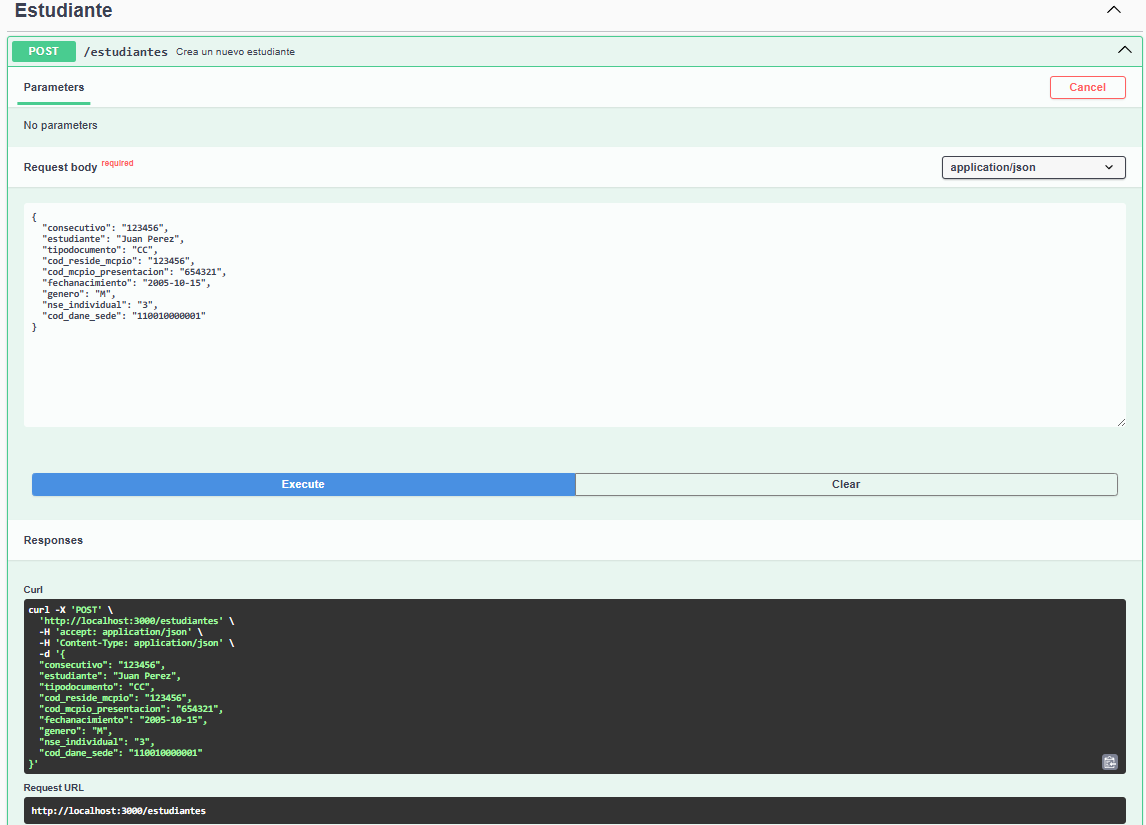 Estudiante
POST /estudiantes Crea un nuevo estudiante
Parameters
Cancel
No parameters
Request body required
application/json
{
  "consecutivo": "123456",
  "estudiante": "Juan Perez",
  "tipodocumento": "CC",
  "cod_reside_mcpio": "123456",
  "cod_mcpio_presentacion": "654321",
  "fechanacimiento": "2005-10-15",
  "genero": "M",
  "nse_individual": "3",
  "cod_dane_sede": "110010000001"
}
Execute
Clear
Responses
Curl
curl -X 'POST' \
  'http://localhost:3000/estudiantes' \
  -H 'accept: application/json' \
  -H 'Content-Type: application/json' \
  -d '{
  "consecutivo": "123456",
  "estudiante": "Juan Perez",
  "tipodocumento": "CC",
  "cod_reside_mcpio": "123456",
  "cod_mcpio_presentacion": "654321",
  "fechanacimiento": "2005-10-15",
  "genero": "M",
  "nse_individual": "3",
  "cod_dane_sede": "110010000001"
}'
Request URL
http://localhost:3000/estudiantes